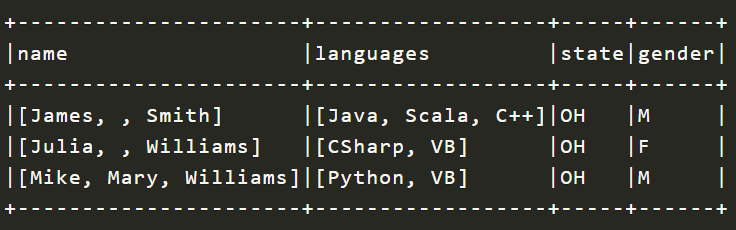 +----------------------+------------------+-----+------+
|name                  |languages         |state|gender|
+----------------------+------------------+-----+------+
|[James, , Smith]      |[Java, Scala, C++]|OH   |M     |
|[Julia, , Williams]   |[CSharp, VB]      |OH   |F     |
|[Mike, Mary, Williams]|[Python, VB]      |OH   |M     |
+----------------------+------------------+-----+------+